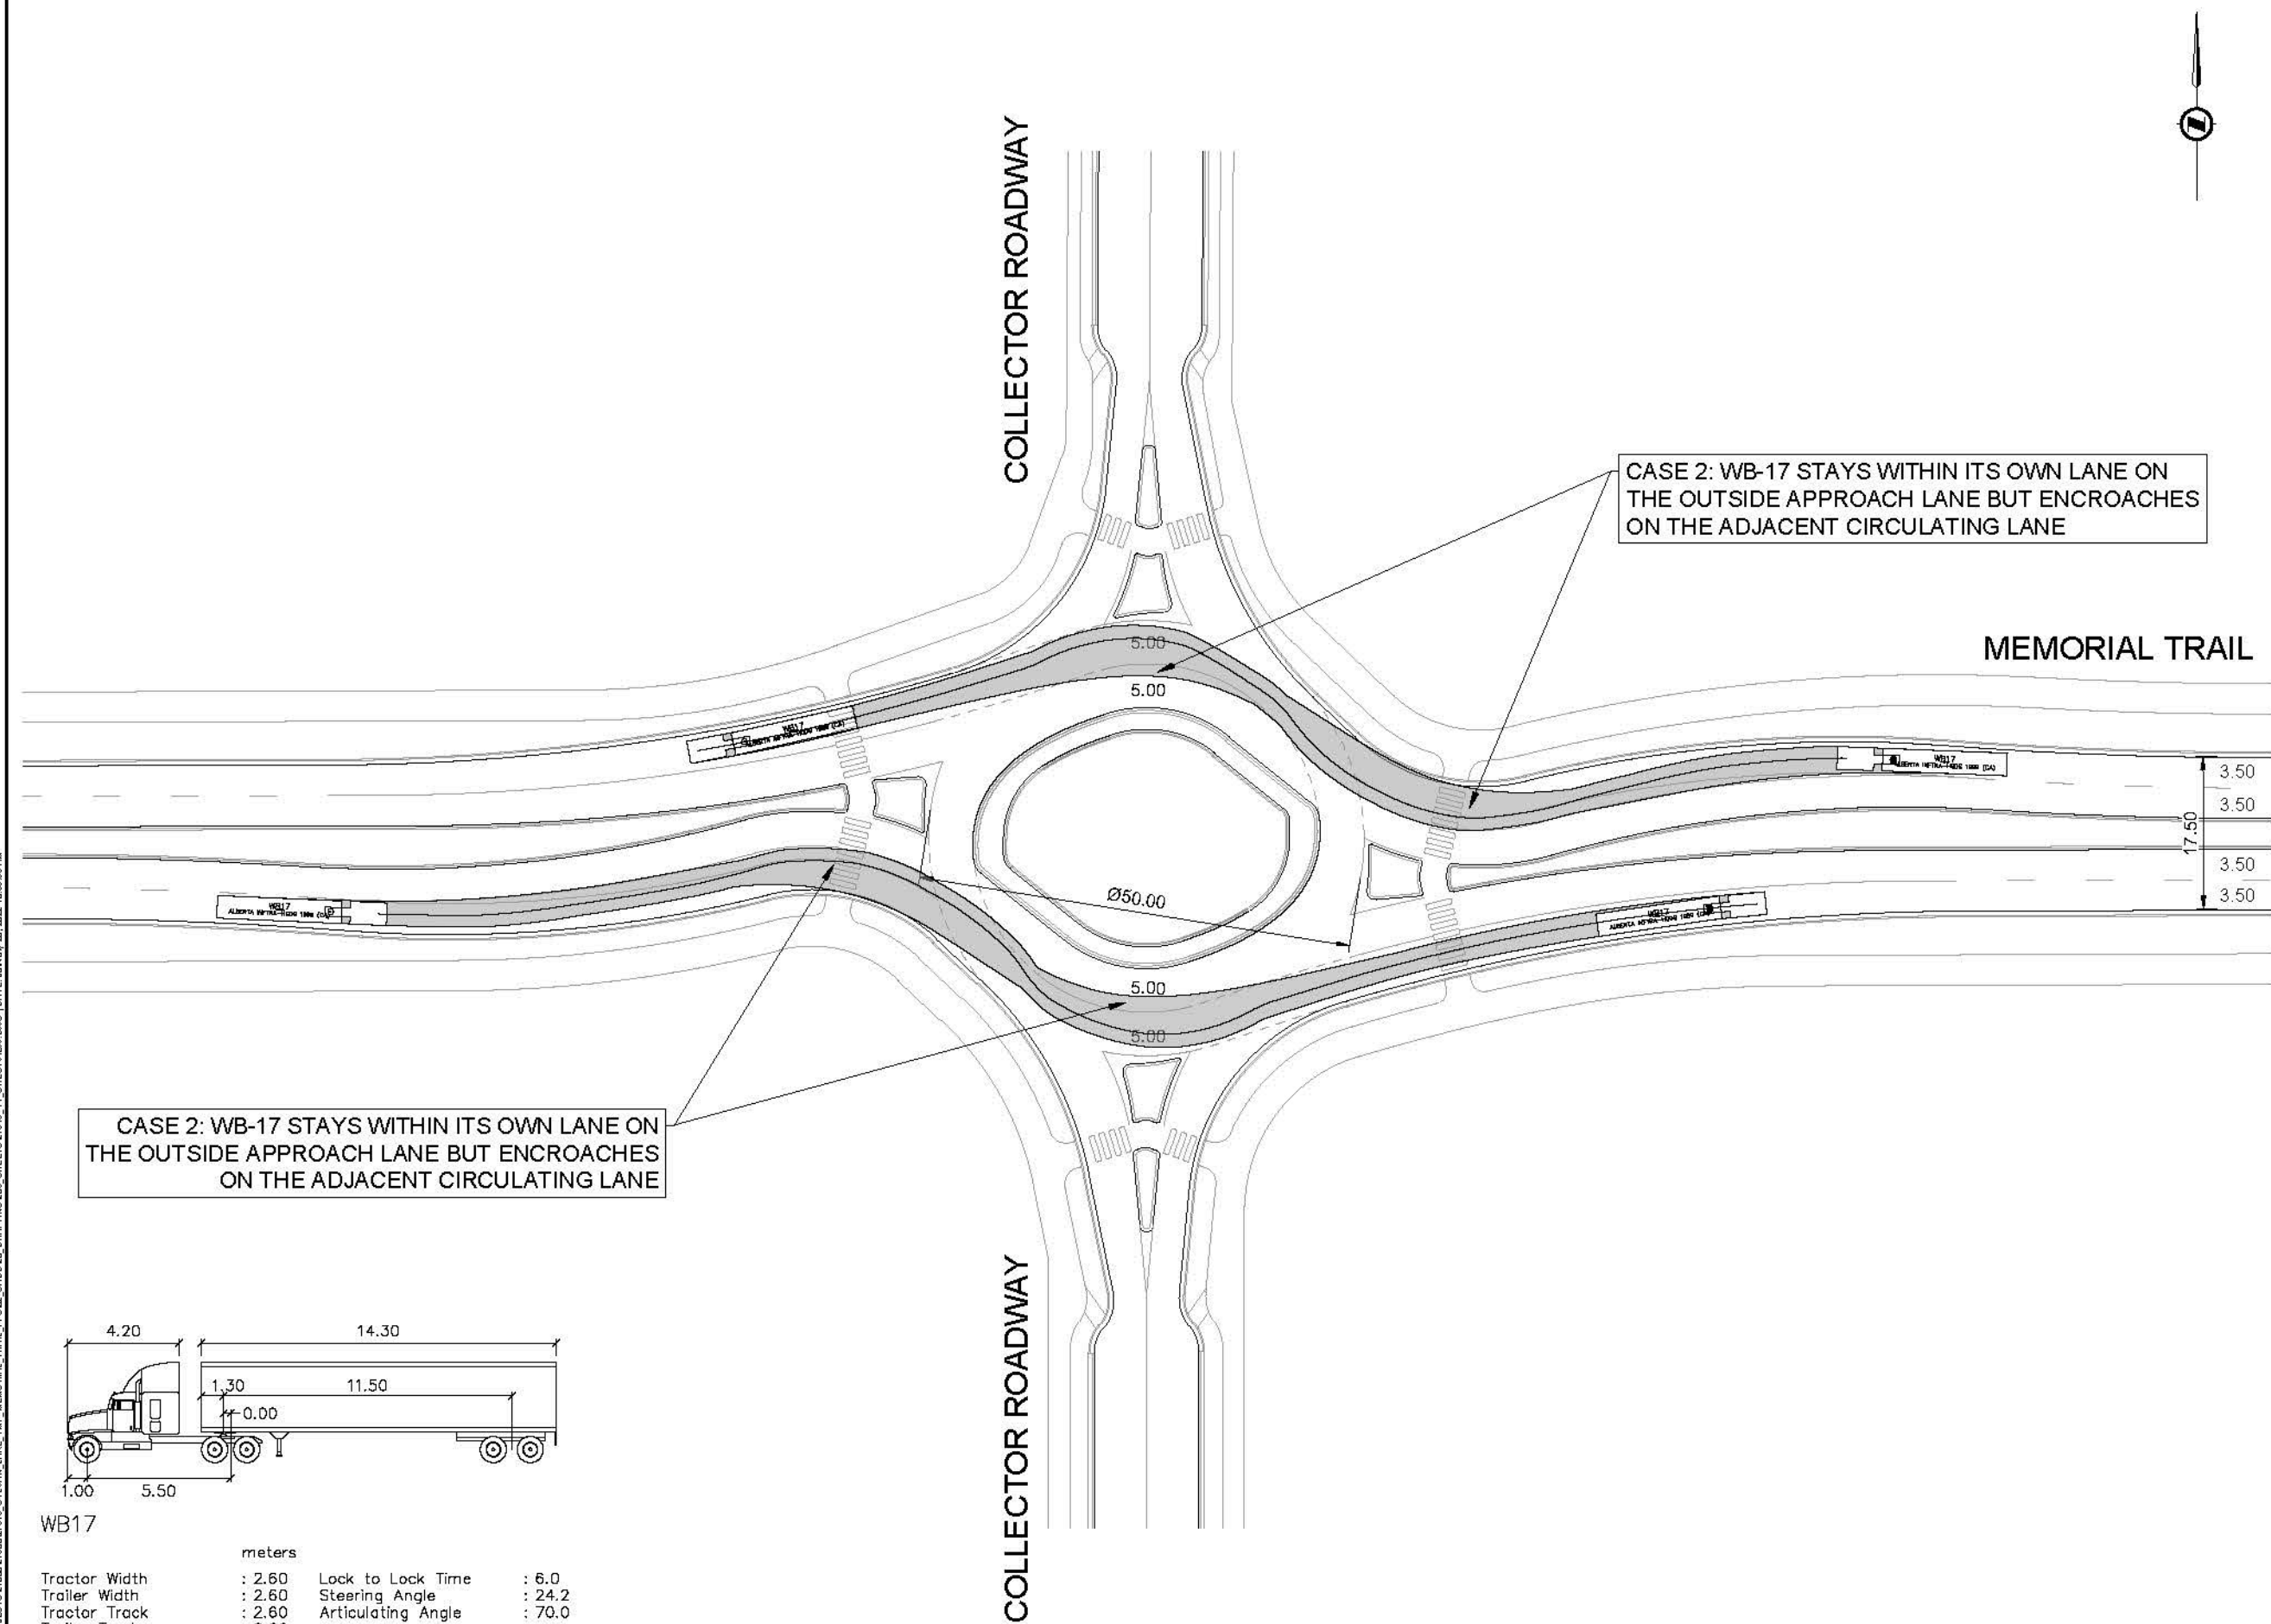 COLLECTOR ROADWAY
CASE 2: WB-17 STAYS WITHIN ITS OWN LANE ON
THE OUTSIDE APPROACH LANE BUT ENCROACHES
ON THE ADJACENT CIRCULATING LANE
MEMORIAL TRAIL
5.00
5.00
WB17
WB17
3.50
3.50
17.50
3.50
3.50
Ø50.00
WB17
WB17
5.00
5.00
CASE 2: WB-17 STAYS WITHIN ITS OWN LANE ON
THE OUTSIDE APPROACH LANE BUT ENCROACHES
ON THE ADJACENT CIRCULATING LANE
COLLECTOR ROADWAY
4.20
14.30
1.30
11.50
0.00
1.00
5.50
WB17
meters
Tractor Width : 2.60 Lock to Lock Time : 6.0
Trailer Width : 2.60 Steering Angle : 24.2
Tractor Track : 2.60 Articulating Angle : 70.0